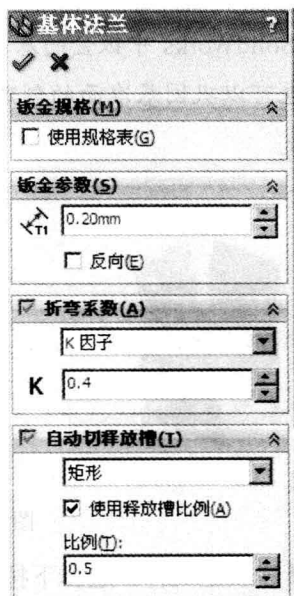 基体法兰 ?
钣金规格(M)
使用规格表(G)
钣金参数(S)
T1 0.20mm
反向(E)
折弯系数(A)
K 因子
K 0.4
自动切释放槽(T)
矩形
使用释放槽比例(A)
比例(T):
0.5